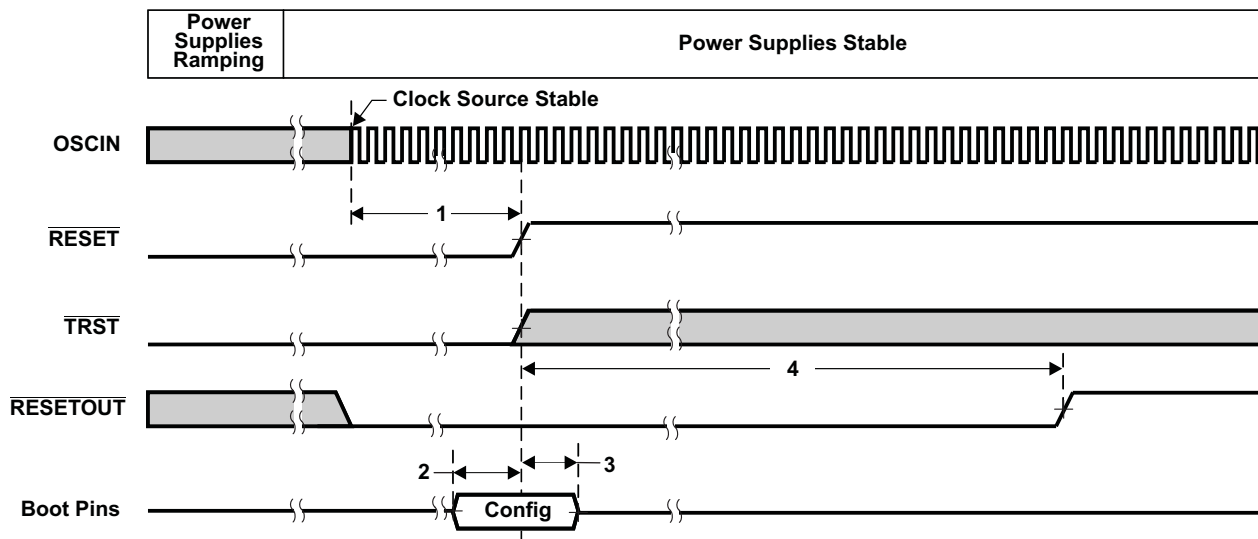 Power
Supplies
Ramping
Power Supplies Stable
Clock Source Stable
OSCIN
1
RESET
TRST
4
RESETOUT
2
3
Boot Pins
Config